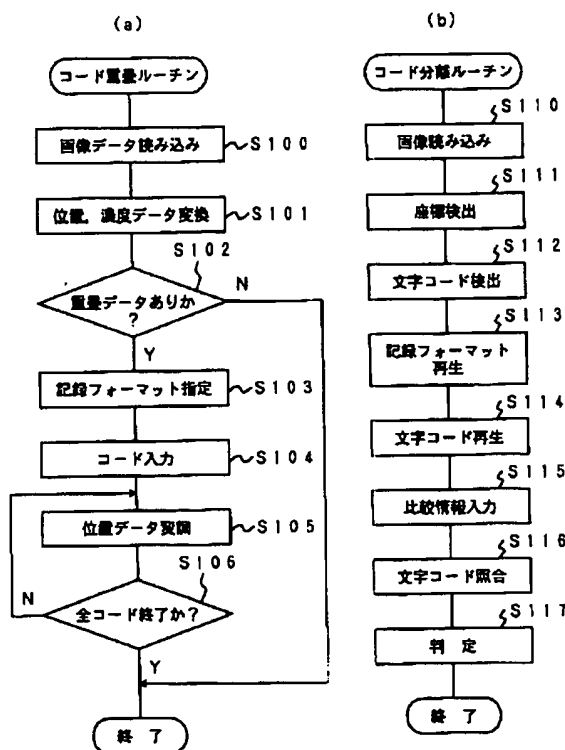 (a)
コード重畳ルーチン
画像データ読み込み
S100
位置,濃度データ変換
S101
S102
重畳データありか
?
N
Y
記録フォーマット指定
S103
コード入力
S104
位置データ変調
S105
S106
全コード終了か?
N
Y
終 了
(b)
コード分離ルーチン
S110
画像読み込み
S111
座標検出
S112
文字コード検出
S113
記録フォーマット
再生
S114
文字コード再生
S115
比較情報入力
S116
文字コード照合
S117
判 定
終 了